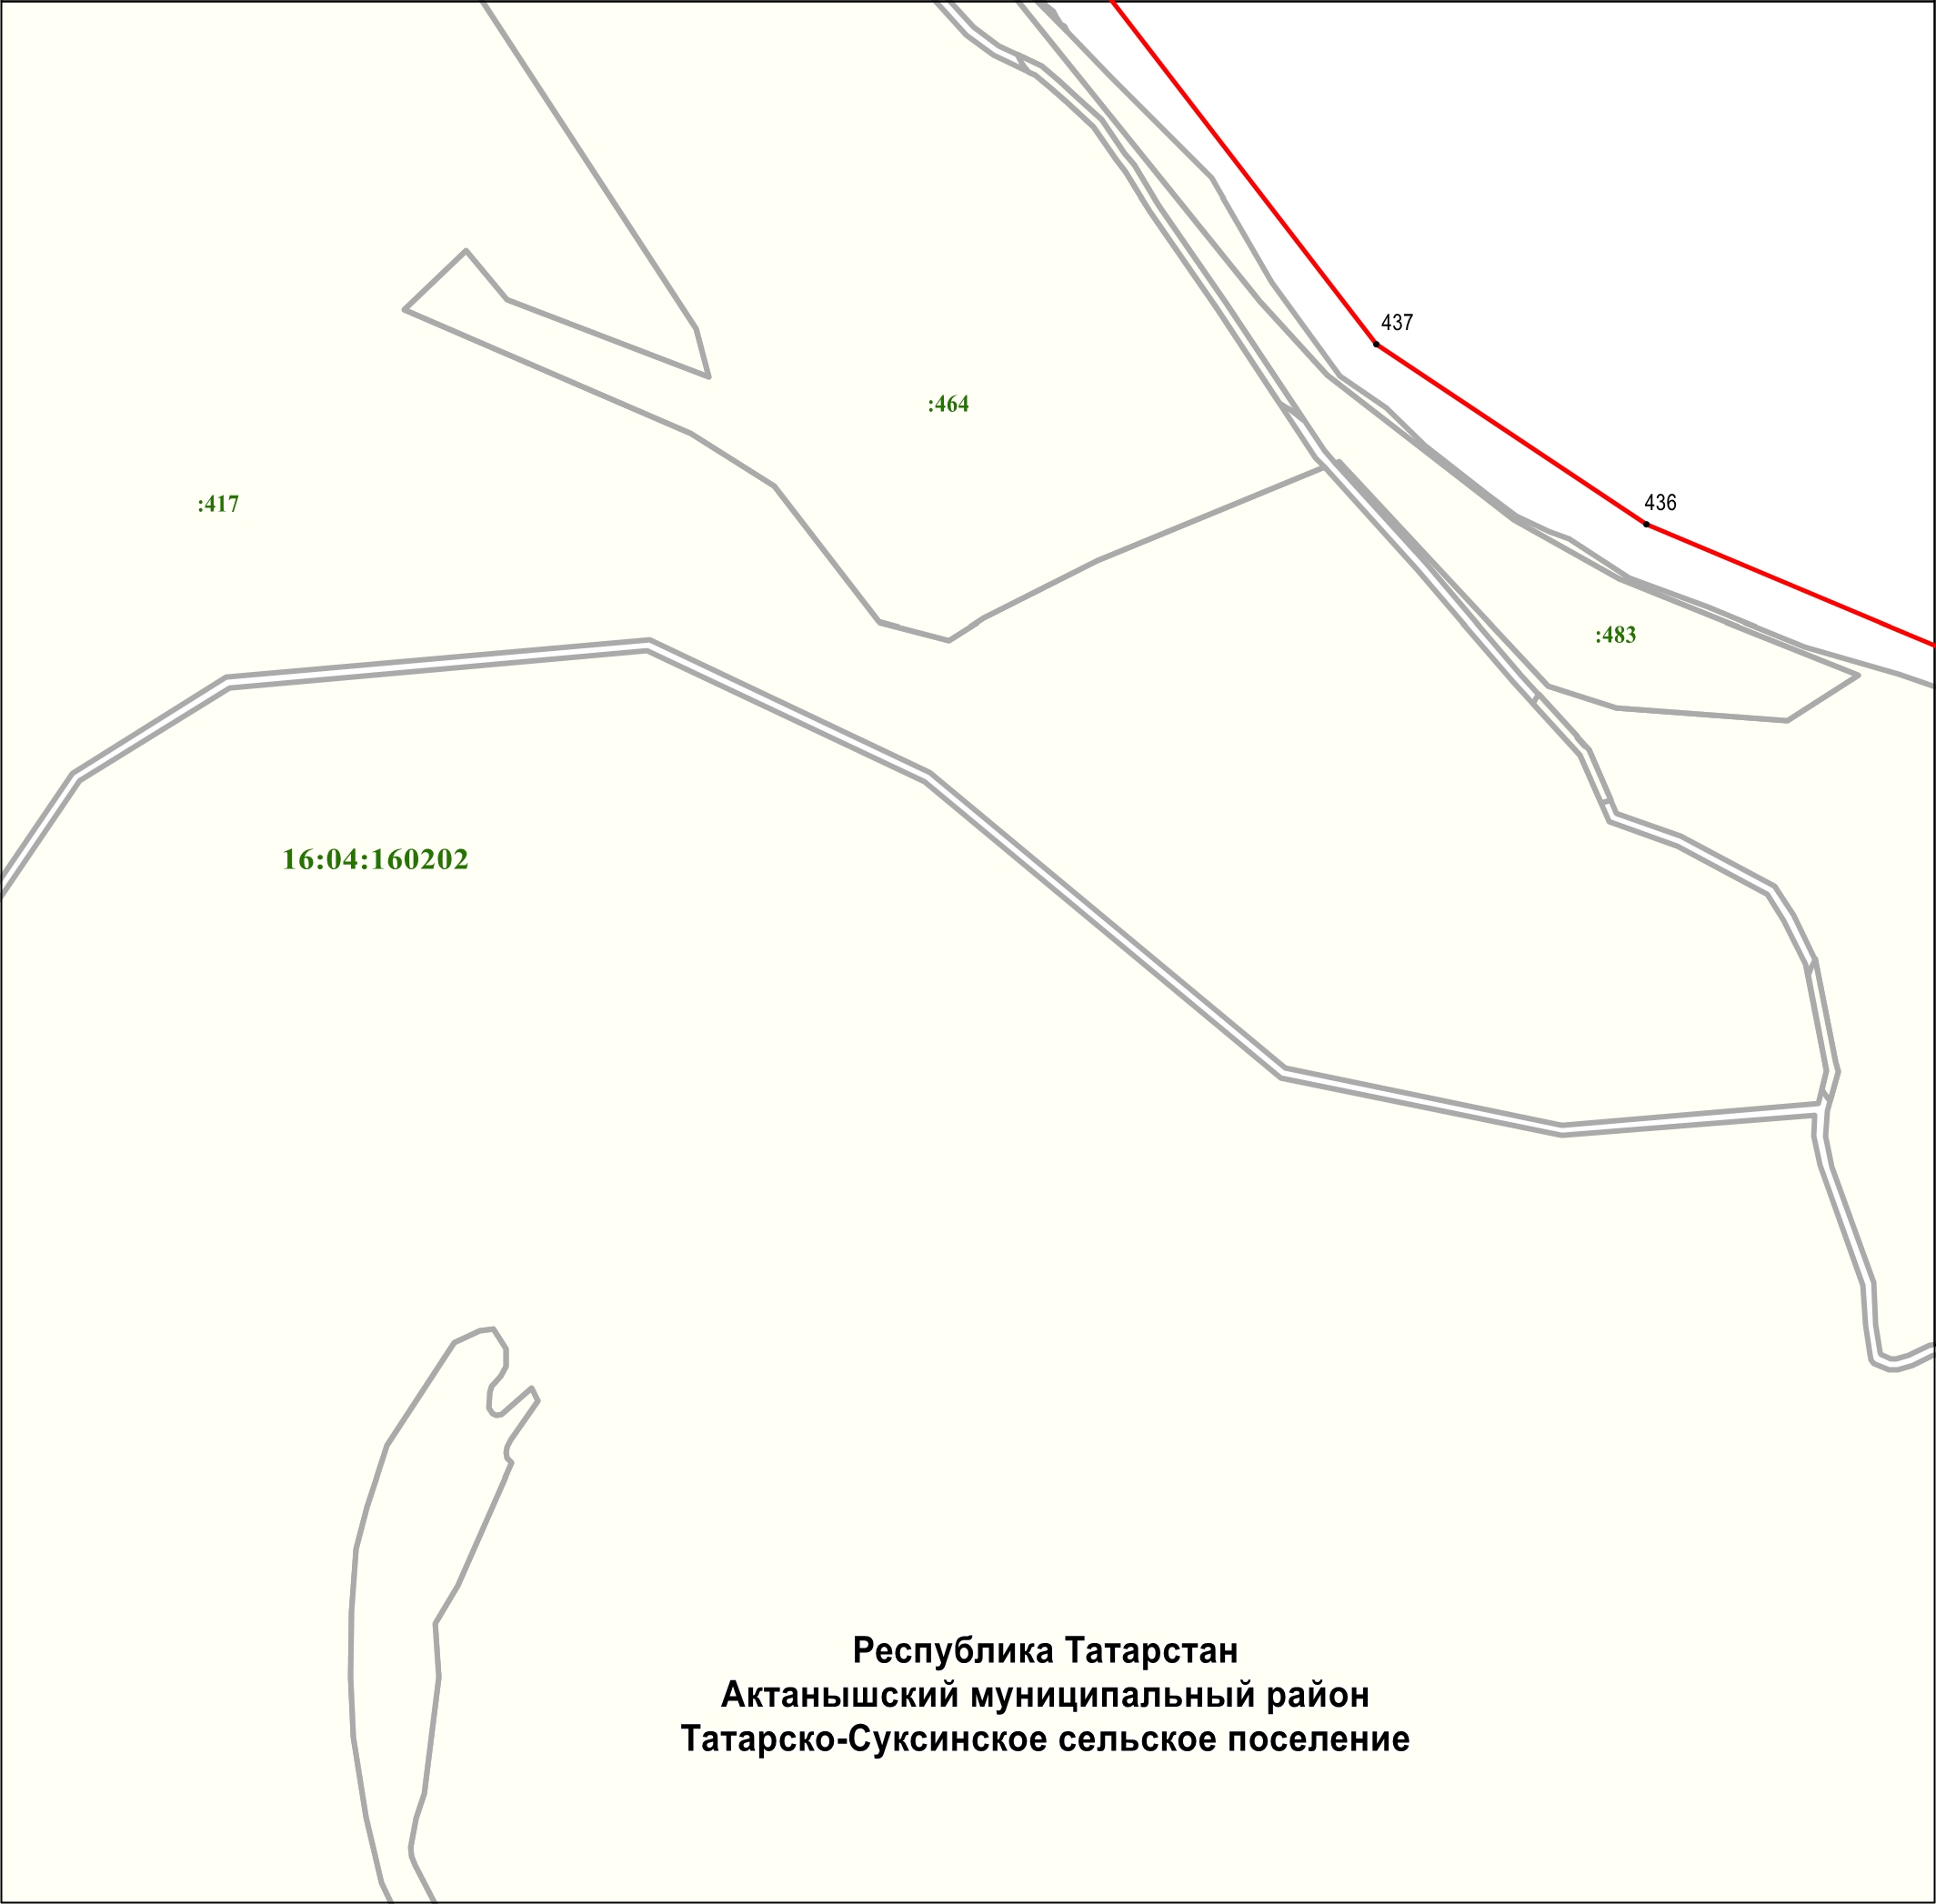 437
:464
436
:417
:483
16:04:160202
Республика Татарстан
Актанышский муниципальный район
Татарско-Суксинское сельское поселение